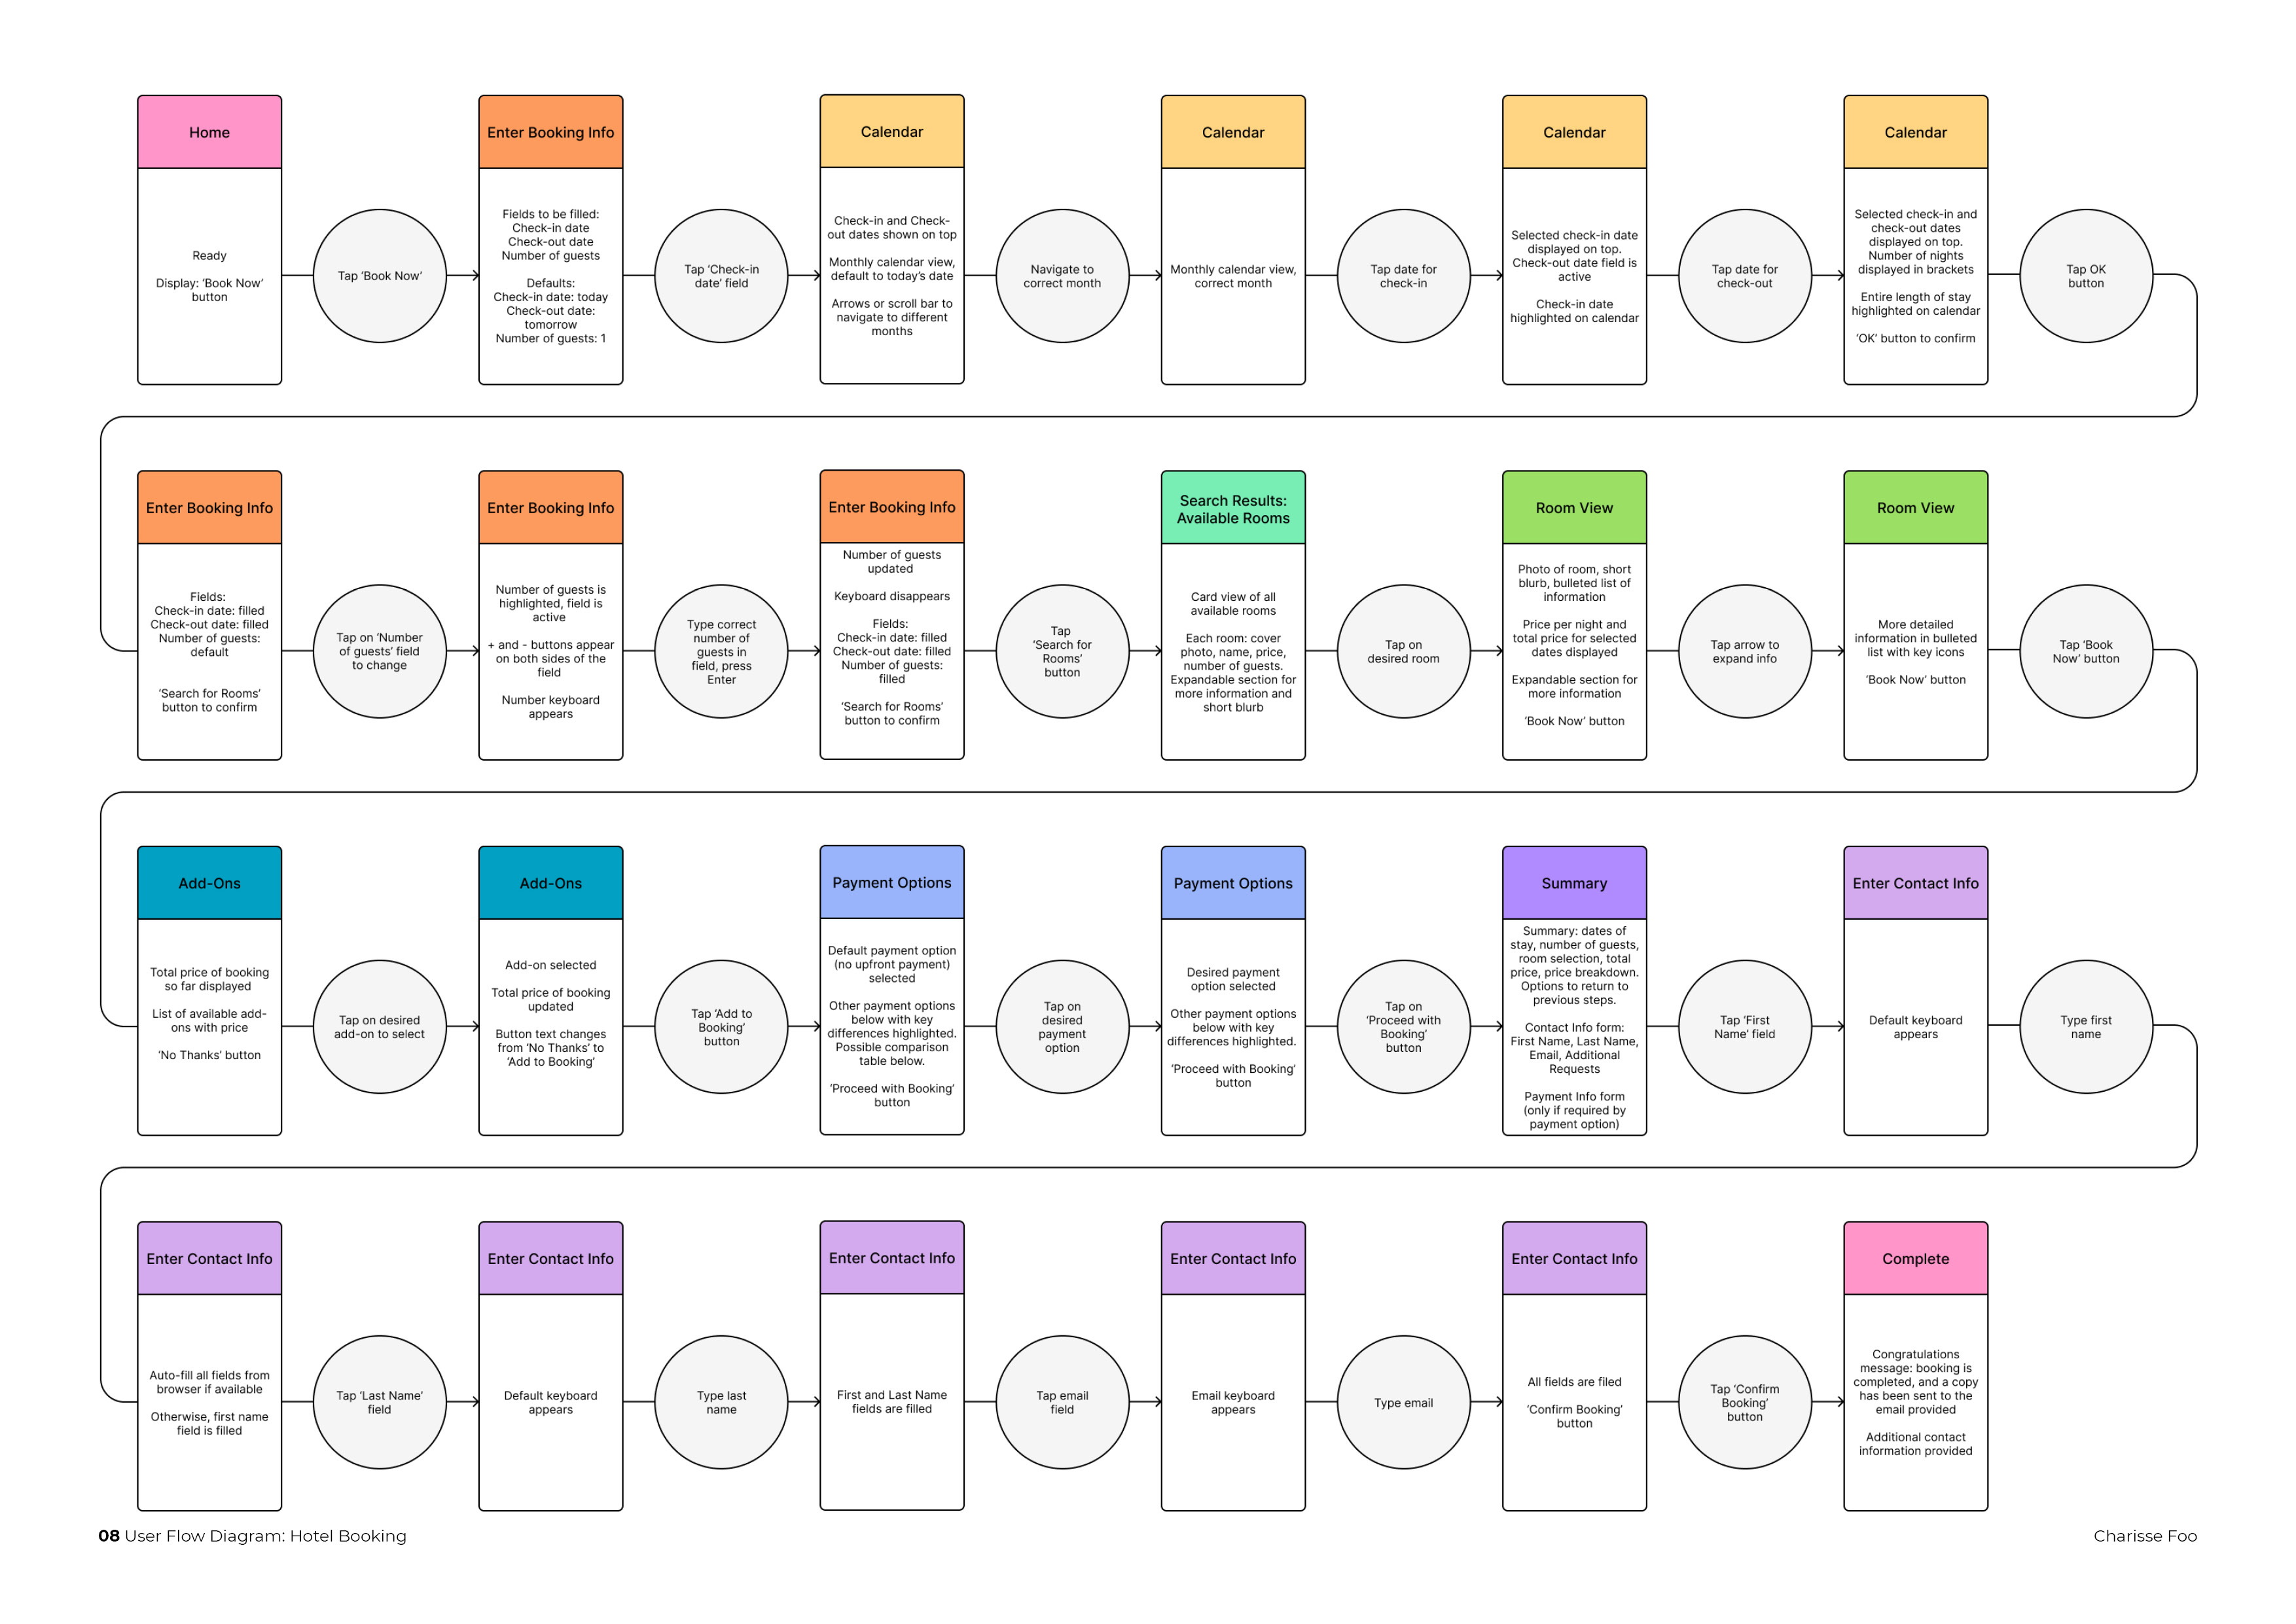 Home
Ready
Display: ‘Book Now’
button
Tap ‘Book Now’
Enter Booking Info
Fields to be filled:
Check-in date
Check-out date
Number of guests
Defaults:
Check-in date: today
Check-out date:
tomorrow
Number of guests: 1
Tap ‘Check-in
date’ field
Calendar
Check-in and Check-
out dates shown on top
Monthly calendar view,
default to today’s date
Arrows or scroll bar to
navigate to different
months
Navigate to
correct month
Calendar
Monthly calendar view,
correct month
Tap date for
check-in
Calendar
Selected check-in date
displayed on top.
Check-out date field is
active
Check-in date
highlighted on calendar
Tap date for
check-out
Calendar
Selected check-in and
check-out dates
displayed on top.
Number of nights
displayed in brackets
Entire length of stay
highlighted on calendar
‘OK’ button to confirm
Tap OK
button
Enter Booking Info
Fields:
Check-in date: filled
Check-out date: filled
Number of guests:
default
‘Search for Rooms’
button to confirm
Tap on ‘Number
of guests’ field
to change
Enter Booking Info
Number of guests is
highlighted, field is
active
+ and - buttons appear
on both sides of the
field
Number keyboard
appears
Type correct
number of
guests in
field, press
Enter
Enter Booking Info
Number of guests
updated
Keyboard disappears
Fields:
Check-in date: filled
Check-out date: filled
Number of guests:
filled
‘Search for Rooms’
button to confirm
Tap
‘Search for
Rooms’
button
Search Results:
Available Rooms
Card view of all
available rooms
Each room: cover
photo, name, price,
number of guests.
Expandable section for
more information and
short blurb
Tap on
desired room
Room View
Photo of room, short
blurb, bulleted list of
information
Price per night and
total price for selected
dates displayed
Expandable section for
more information
‘Book Now’ button
Tap arrow to
expand info
Room View
More detailed
information in bulleted
list with key icons
‘Book Now’ button
Tap ‘Book
Now’ button
Add-Ons
Total price of booking
so far displayed
List of available add-
ons with price
‘No Thanks’ button
Tap on desired
add-on to select
Add-Ons
Add-on selected
Total price of booking
updated
Button text changes
from ‘No Thanks’ to
‘Add to Booking’
Tap ‘Add to
Booking’
button
Payment Options
Default payment option
(no upfront payment)
selected
Other payment options
below with key
differences highlighted.
Possible comparison
table below.
‘Proceed with Booking’
button
Tap on
desired
payment
option
Payment Options
Desired payment
option selected
Other payment options
below with key
differences highlighted.
‘Proceed with Booking’
button
Tap on
‘Proceed with
Booking’
button
Summary
Summary: dates of
stay, number of guests,
room selection, total
price, price breakdown.
Options to return to
previous steps.
Contact Info form:
First Name, Last Name,
Email, Additional
Requests
Payment Info form
(only if required by
payment option)
Tap ‘First
Name’ field
Enter Contact Info
Default keyboard
appears
Type first
name
Enter Contact Info
Auto-fill all fields from
browser if available
Otherwise, first name
field is filled
Tap ‘Last Name’
field
Enter Contact Info
Default keyboard
appears
Type last
name
Enter Contact Info
First and Last Name
fields are filled
Tap email
field
Enter Contact Info
Email keyboard
appears
Type email
Enter Contact Info
All fields are filed
‘Confirm Booking’
button
Tap ‘Confirm
Booking’
button
Complete
Congratulations
message: booking is
completed, and a copy
has been sent to the
email provided
Additional contact
information provided
08 User Flow Diagram: Hotel Booking
Charisse Foo